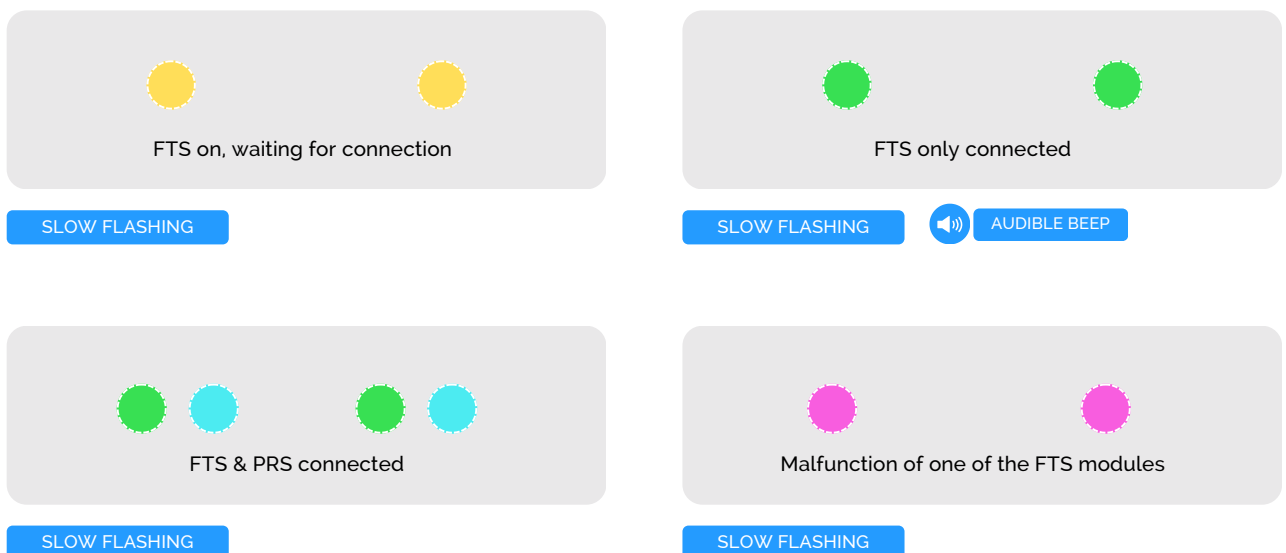 FTS on, waiting for connection
SLOW FLASHING
FTS only connected
SLOW FLASHING
AUDIBLE BEEP
FTS & PRS connected
SLOW FLASHING
Malfunction of one of the FTS modules
SLOW FLASHING